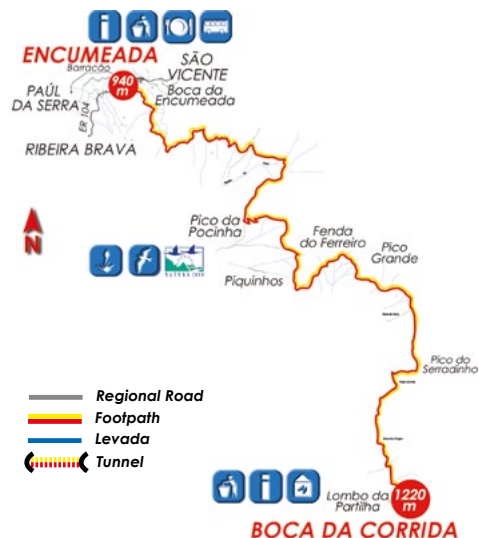 ENCUMEADA
Barracão
SÃO
VICENTE
940
m
PAÚL
DA SERRA
Boca da
Encumeada
ER 104
RIBEIRA BRAVA
N
Pico da
Pocinha
Fenda
do Ferreiro
Pico
Grande
NATURA 2000
Piquinhos
Pico do
Serradinho
Regional Road
Footpath
Levada
Tunnel
Lombo da
Partilha
1220
m
BOCA DA CORRIDA